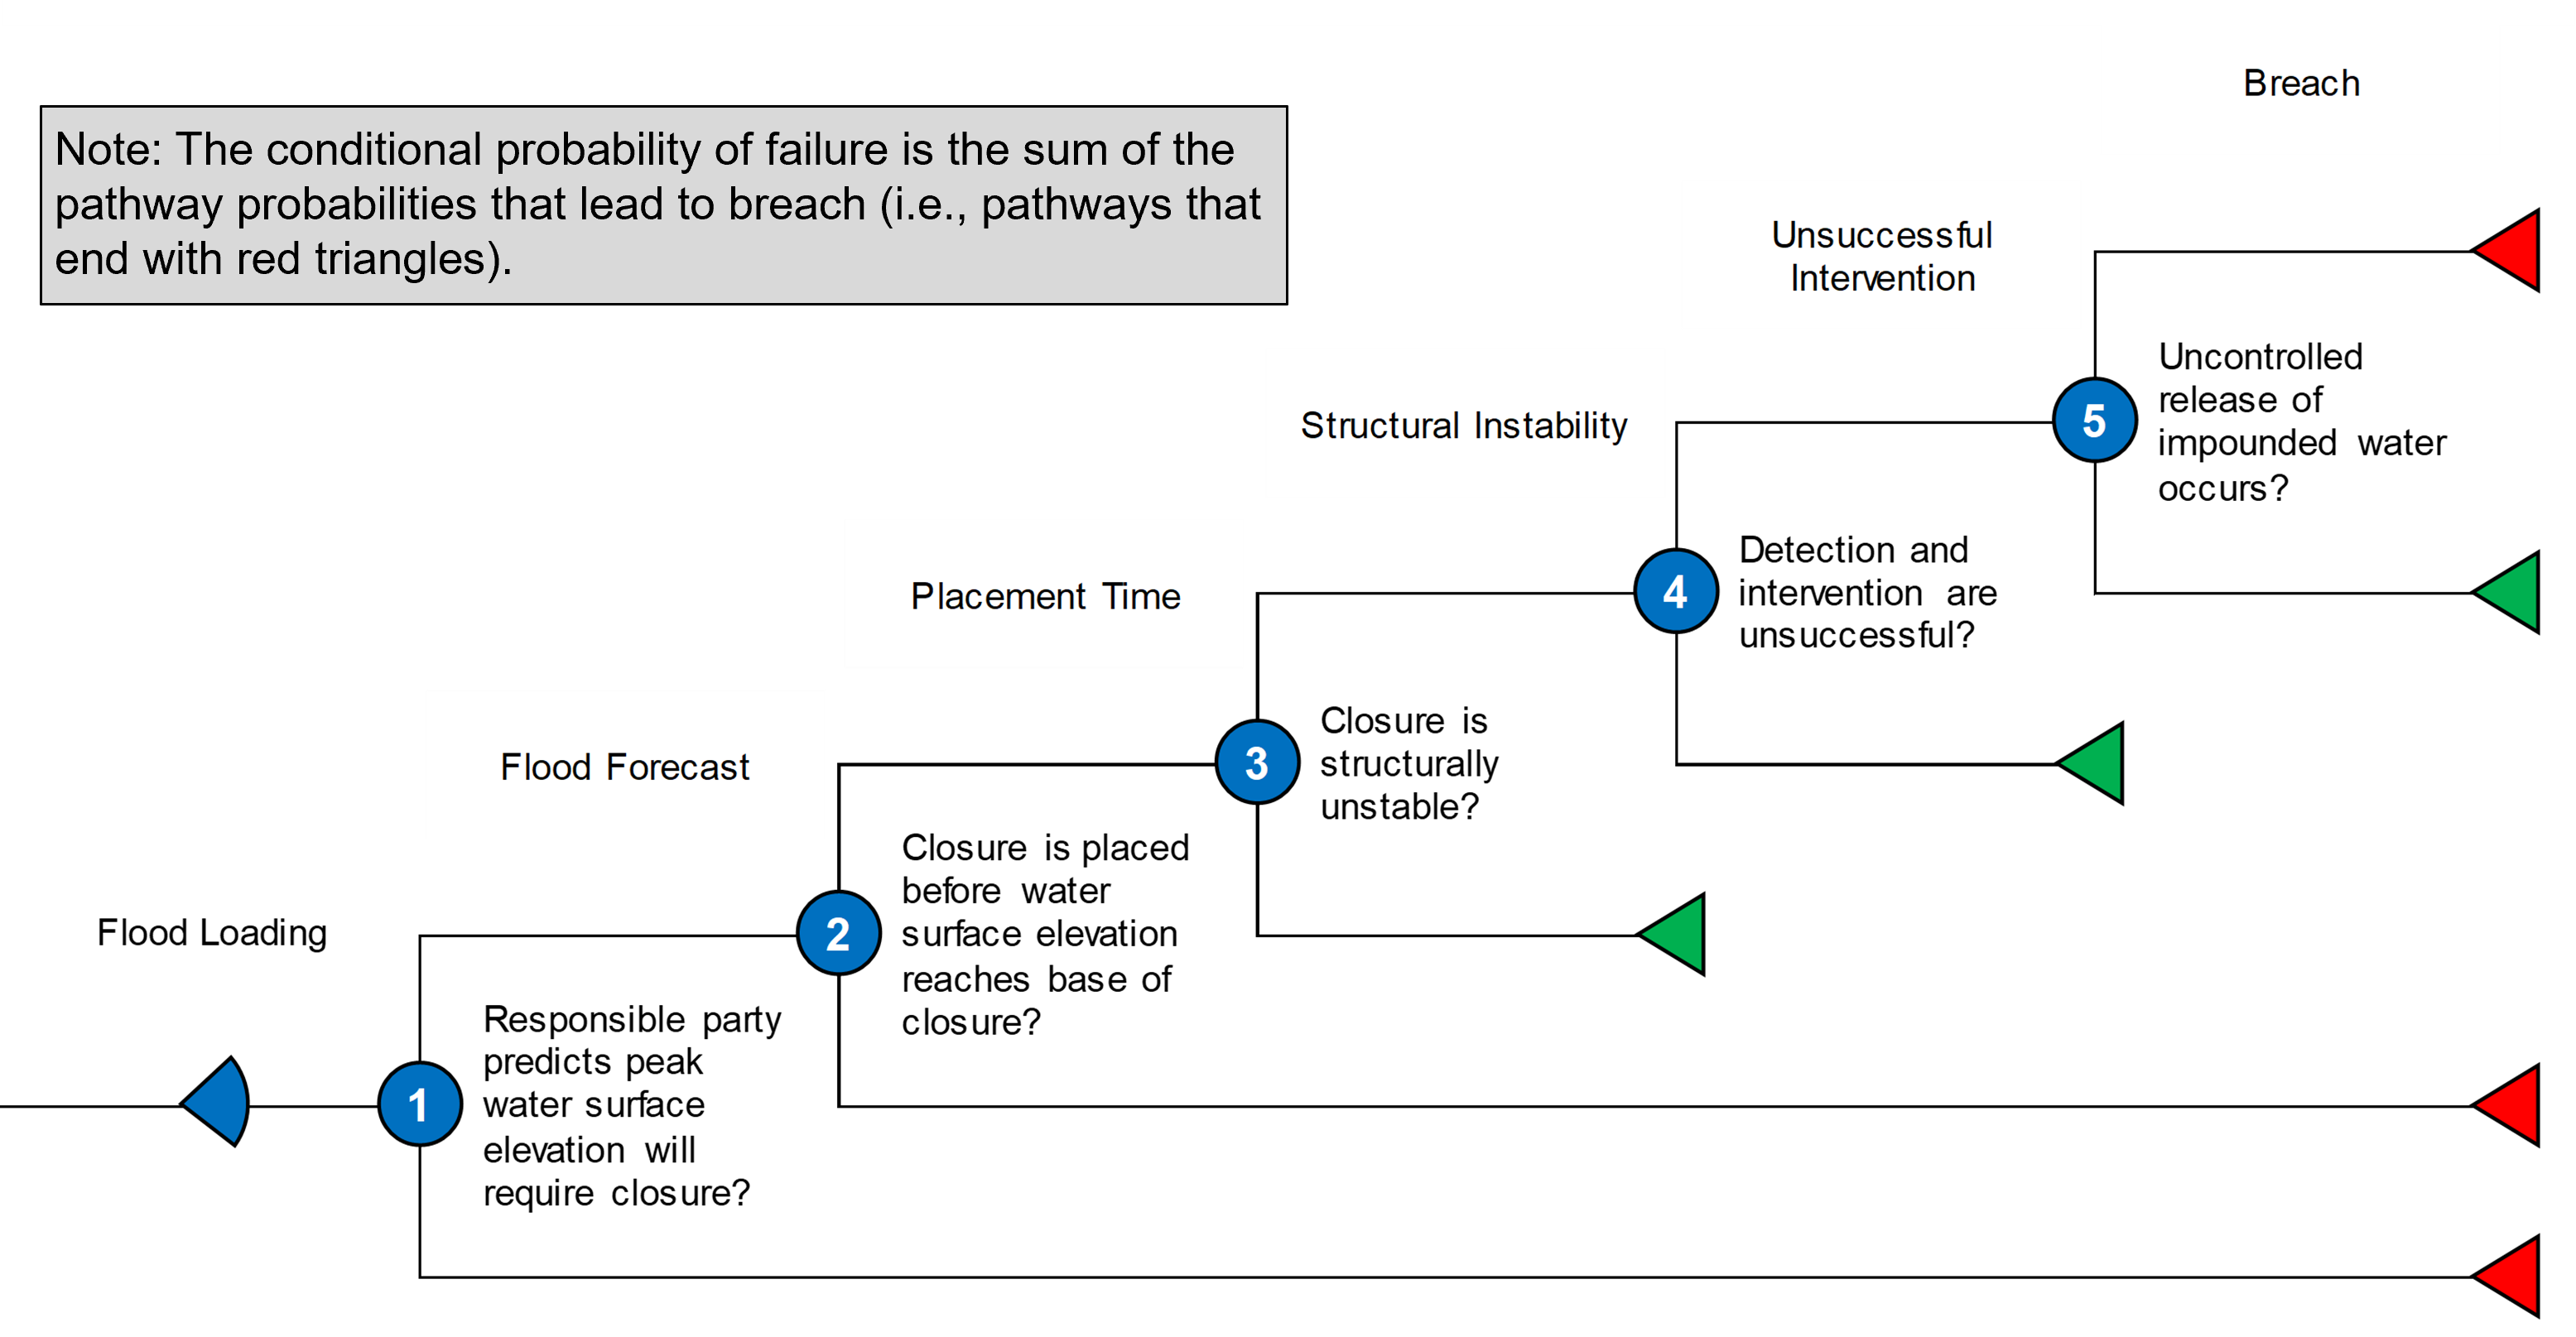 Breach
Note: The conditional probability of failure is the sum of the
pathway probabilities that lead to breach (i.e., pathways that
end with red triangles).
Unsuccessful
Intervention
Uncontrolled
release of
impounded water
occurs?
5
Structural Instability
Detection and
intervention are
unsuccessful?
4
Placement Time
Closure is
structurally
unstable?
3
Flood Forecast
Closure is placed
before water
surface elevation
reaches base of
closure?
2
Flood Loading
Responsible party
predicts peak
water surface
elevation will
require closure?
1